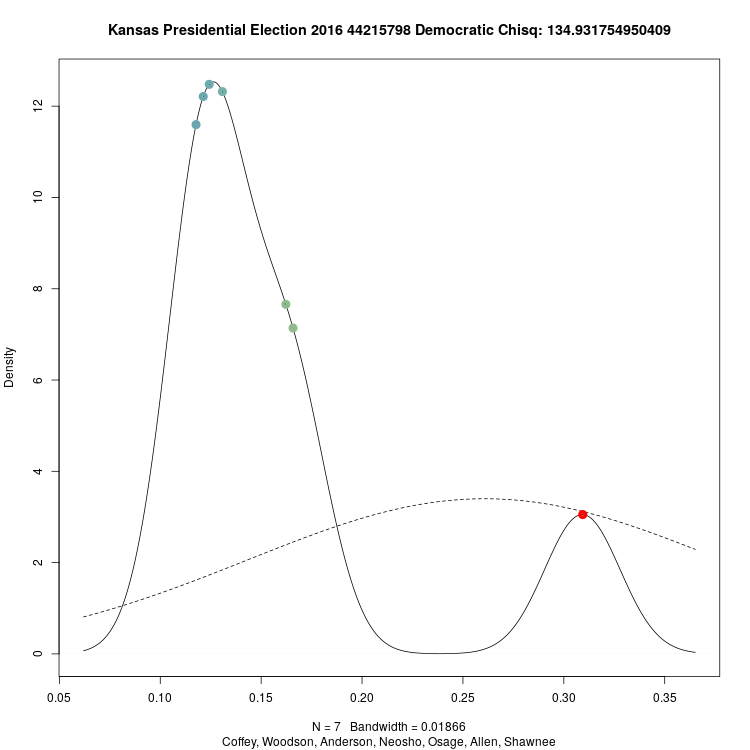 Kansas Presidential Election 2016 44215798 Democratic Chisq: 134.931754950409
12
10
8
6
4
2
0
Density
0.05 0.10 0.15 0.20 0.25 0.30 0.35
N = 7 Bandwidth = 0.01866
Coffey, Woodson, Anderson, Neosho, Osage, Allen, Shawnee